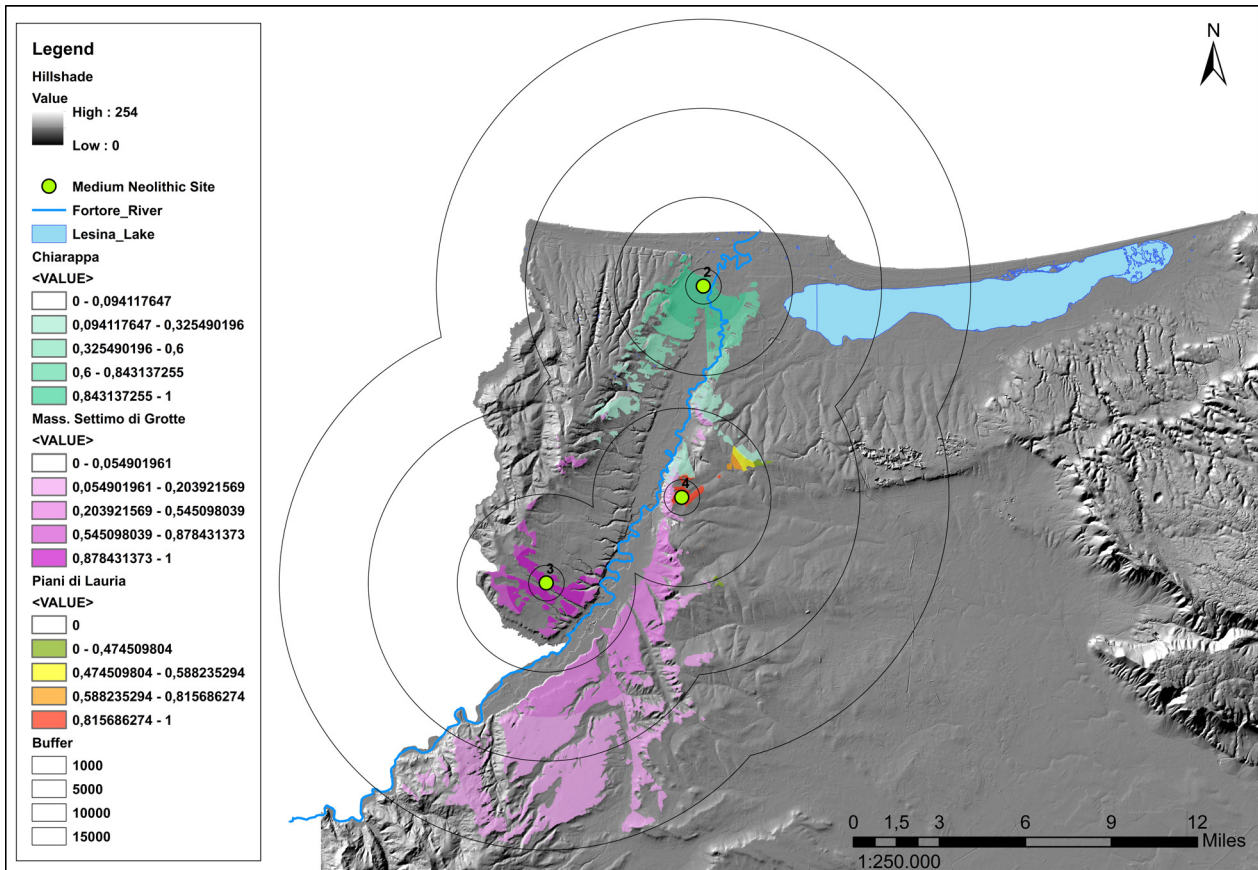 Legend
Hillshade
Value
High : 254
Low : 0
Medium Neolithic Site
Fortore_River
Lesina_Lake
Chiarappa
<VALUE>
0 - 0,094117647
0,094117647 - 0,325490196
0,325490196 - 0,6
0,6 - 0,843137255
0,843137255 - 1
Mass. Settimo di Grotte
<VALUE>
0 - 0,054901961
0,054901961 - 0,203921569
0,203921569 - 0,545098039
0,545098039 - 0,878431373
0,878431373 - 1
Piani di Lauria
<VALUE>
0
0 - 0,474509804
0,474509804 - 0,588235294
0,588235294 - 0,815686274
0,815686274 - 1
Buffer
1000
5000
10000
15000
N
2
4
3
0 1,5 3 6 9 12
Miles
1:250.000